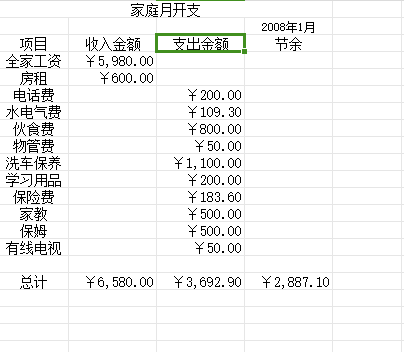 家庭月开支
2008年1月
项目 收入金额 支出金额 节余
全家工资 ￥5,980.00
房租 ￥600.00
电话费 ￥200.00
水电气费 ￥109.30
伙食费 ￥800.00
物管费 ￥50.00
洗车保养 ￥1,100.00
学习用品 ￥200.00
保险费 ￥183.60
家教 ￥500.00
保姆 ￥500.00
有线电视 ￥50.00
总计 ￥6,580.00 ￥3,692.90 ￥2,887.10